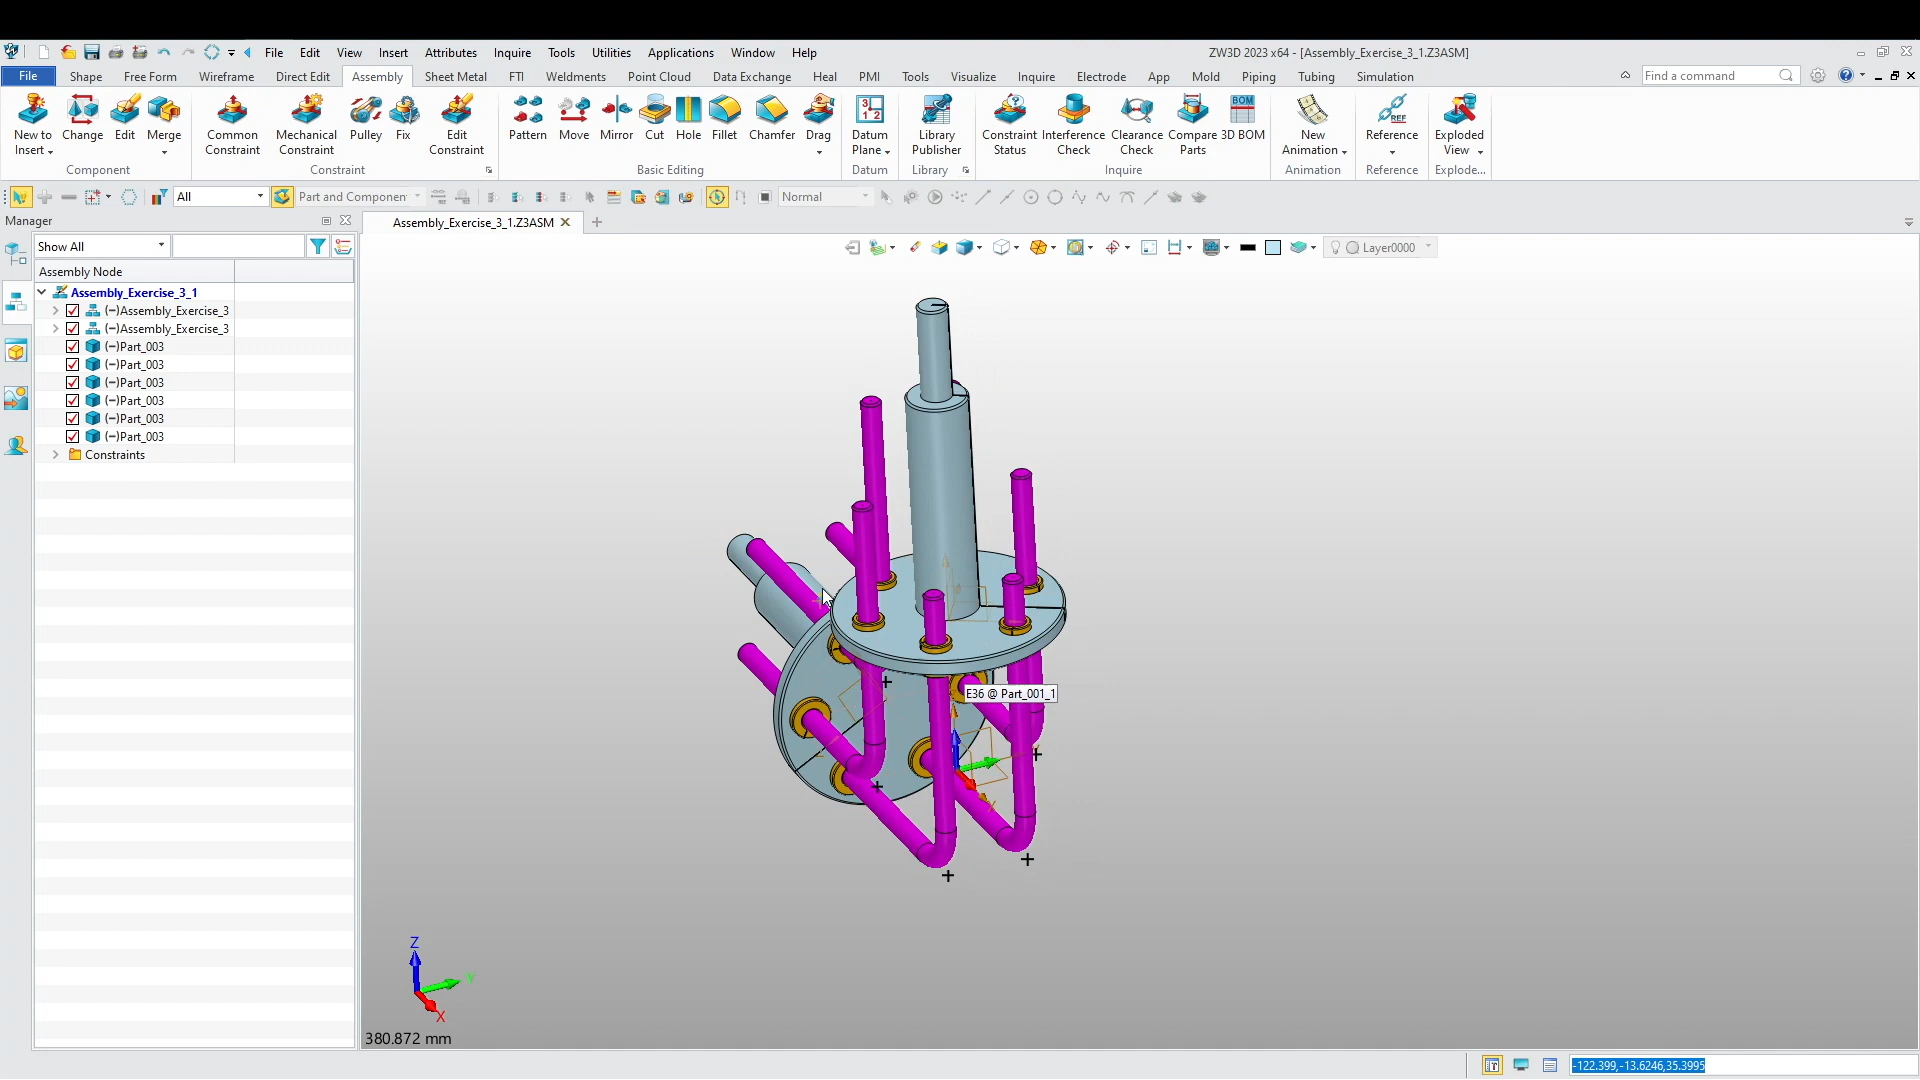 File Edit View Insert Attributes Inquire Tools Utilities Applications Window Help
ZW3D 2023 x64 - [Assembly_Exercise_3_1.Z3ASM]
File Shape Free Form Wireframe Direct Edit Assembly Sheet Metal FTI Weldments Point Cloud Data Exchange Heal PMI Tools Visualize Inquire Electrode App Mold Piping Tubing Simulation
Find a command
New to Insert Change Edit Merge
Common Constraint Mechanical Constraint Pulley Fix Edit Constraint
Pattern Move Mirror Cut Hole Fillet Chamfer Drag
Datum Plane Library Publisher
Constraint Status Interference Check Clearance Check Compare Parts 3D BOM
New Animation Reference Exploded View
Component Constraint Basic Editing Datum Library Inquire Animation Reference Explode...
All Part and Componen Normal
Manager
Assembly_Exercise_3_1.Z3ASM
Show All
Layer0000
Assembly Node
Assembly_Exercise_3_1
(−)Assembly_Exercise_3
(−)Assembly_Exercise_3
(−)Part_003
(−)Part_003
(−)Part_003
(−)Part_003
(−)Part_003
(−)Part_003
Constraints
E36 @ Part_001_1
Z
Y
X
380.872 mm
-122.399,-13.6246,35.3995